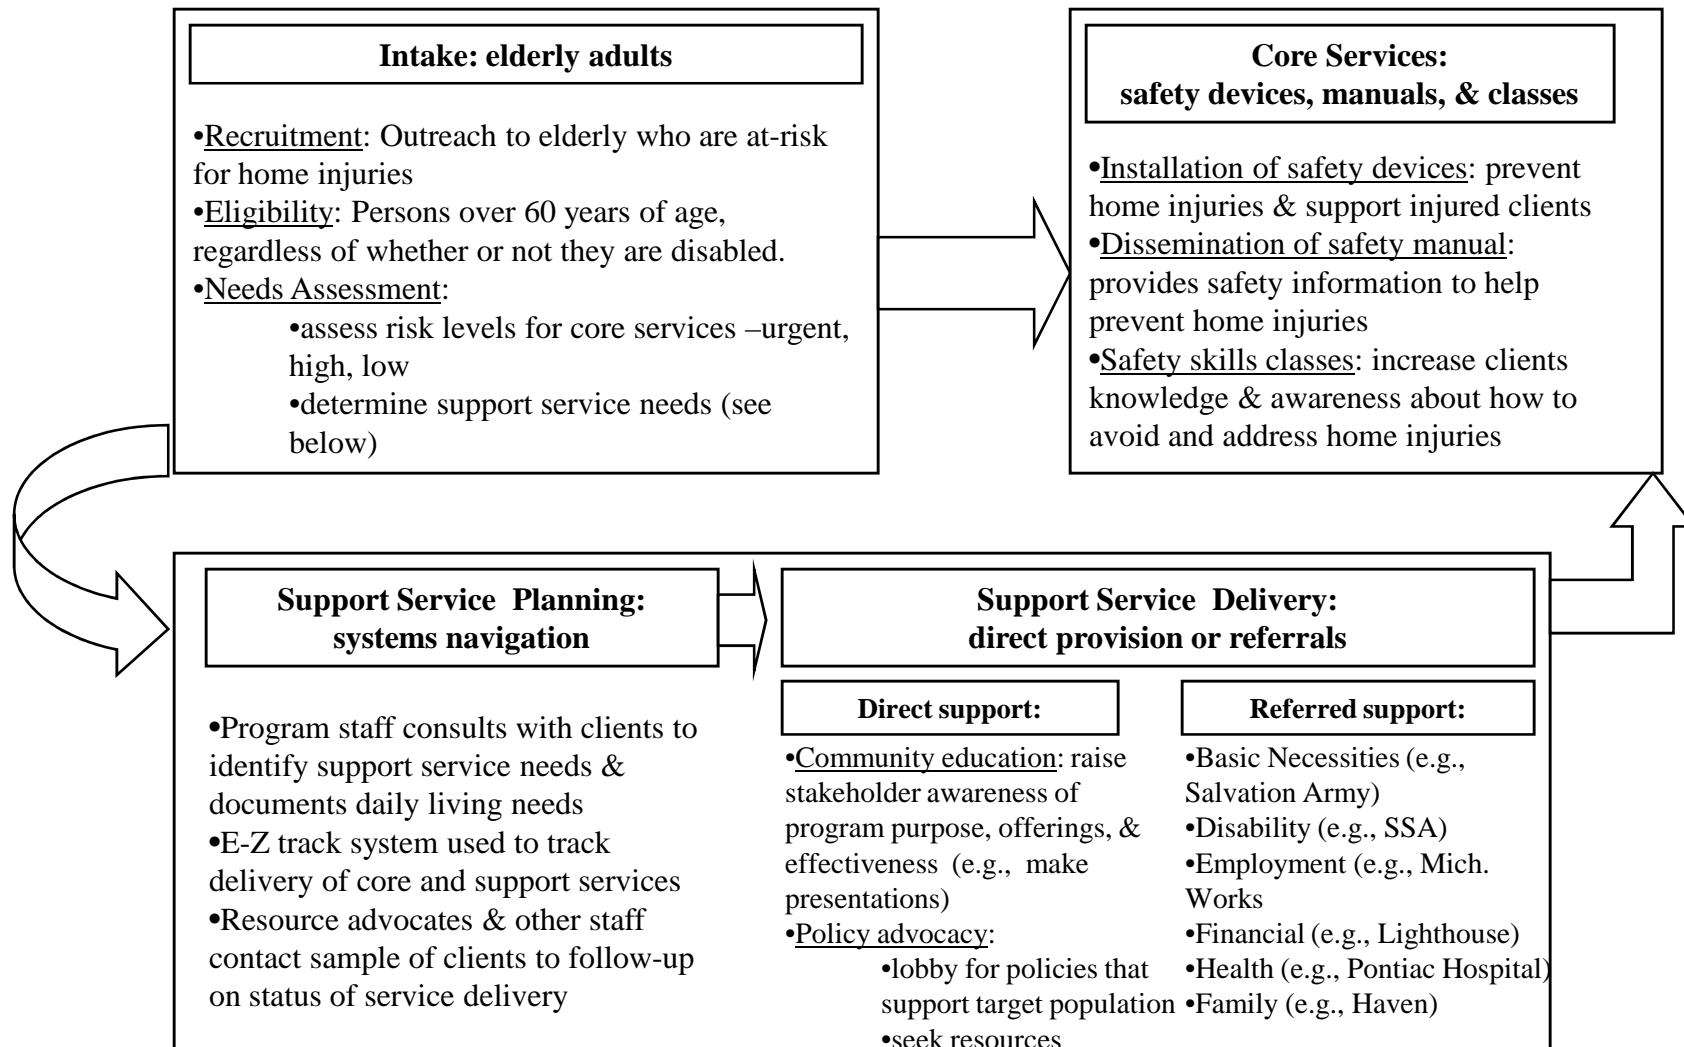 Intake: elderly adults
•Recruitment: Outreach to elderly who are at-risk
for home injuries
•Eligibility: Persons over 60 years of age,
regardless of whether or not they are disabled.
•Needs Assessment:
•assess risk levels for core services –urgent,
high, low
•determine support service needs (see
below)
Core Services:
safety devices, manuals, & classes
•Installation of safety devices: prevent
home injuries & support injured clients
•Dissemination of safety manual:
provides safety information to help
prevent home injuries
•Safety skills classes: increase clients
knowledge & awareness about how to
avoid and address home injuries
Support Service Planning:
systems navigation
•Program staff consults with clients to
identify support service needs &
documents daily living needs
•E-Z track system used to track
delivery of core and support services
•Resource advocates & other staff
contact sample of clients to follow-up
on status of service delivery
Support Service Delivery:
direct provision or referrals
Direct support:
•Community education: raise
stakeholder awareness of
program purpose, offerings, &
effectiveness (e.g., make
presentations)
•Policy advocacy:
•lobby for policies that
support target population
•seek resources
Referred support:
•Basic Necessities (e.g.,
Salvation Army)
•Disability (e.g., SSA)
•Employment (e.g., Mich.
Works
•Financial (e.g., Lighthouse)
•Health (e.g., Pontiac Hospital)
•Family (e.g., Haven)